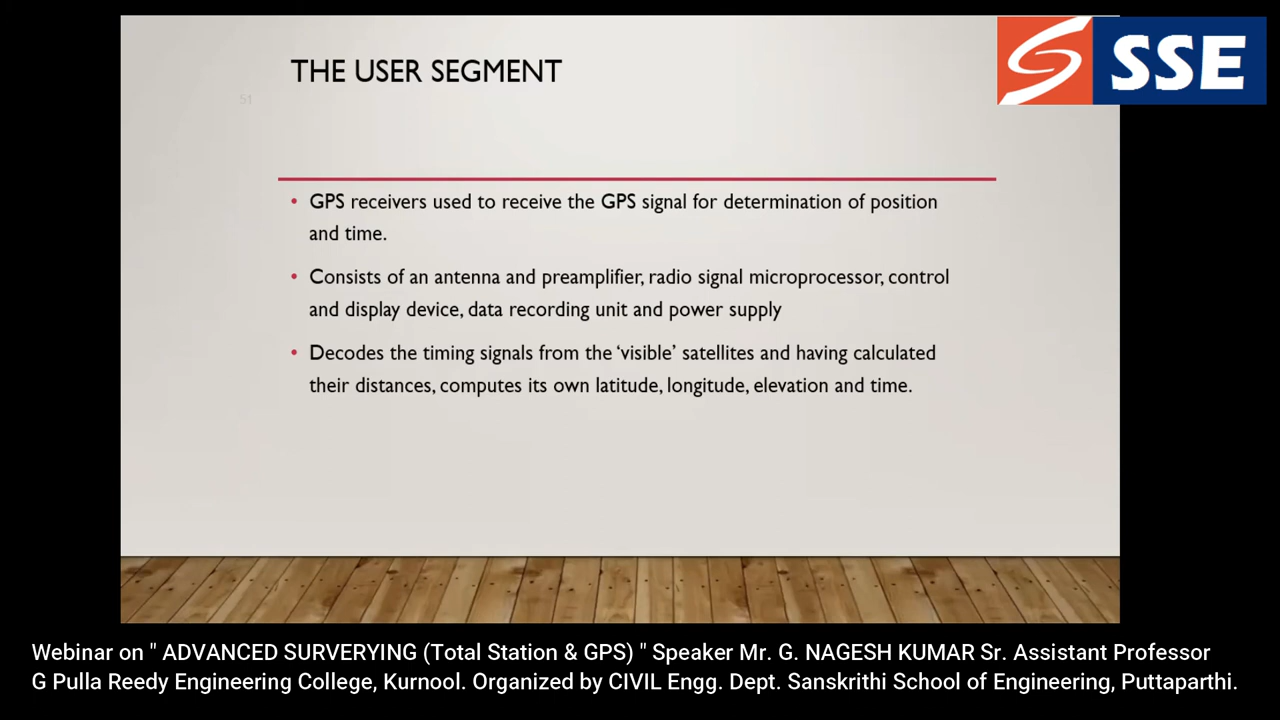 THE USER SEGMENT
SSE
51
• GPS receivers used to receive the GPS signal for determination of position
and time.
• Consists of an antenna and preamplifier, radio signal microprocessor, control
and display device, data recording unit and power supply
• Decodes the timing signals from the ‘visible’ satellites and having calculated
their distances, computes its own latitude, longitude, elevation and time.
Webinar on " ADVANCED SURVERYING (Total Station & GPS) " Speaker Mr. G. NAGESH KUMAR Sr. Assistant Professor
G Pulla Reedy Engineering College, Kurnool. Organized by CIVIL Engg. Dept. Sanskrithi School of Engineering, Puttaparthi.